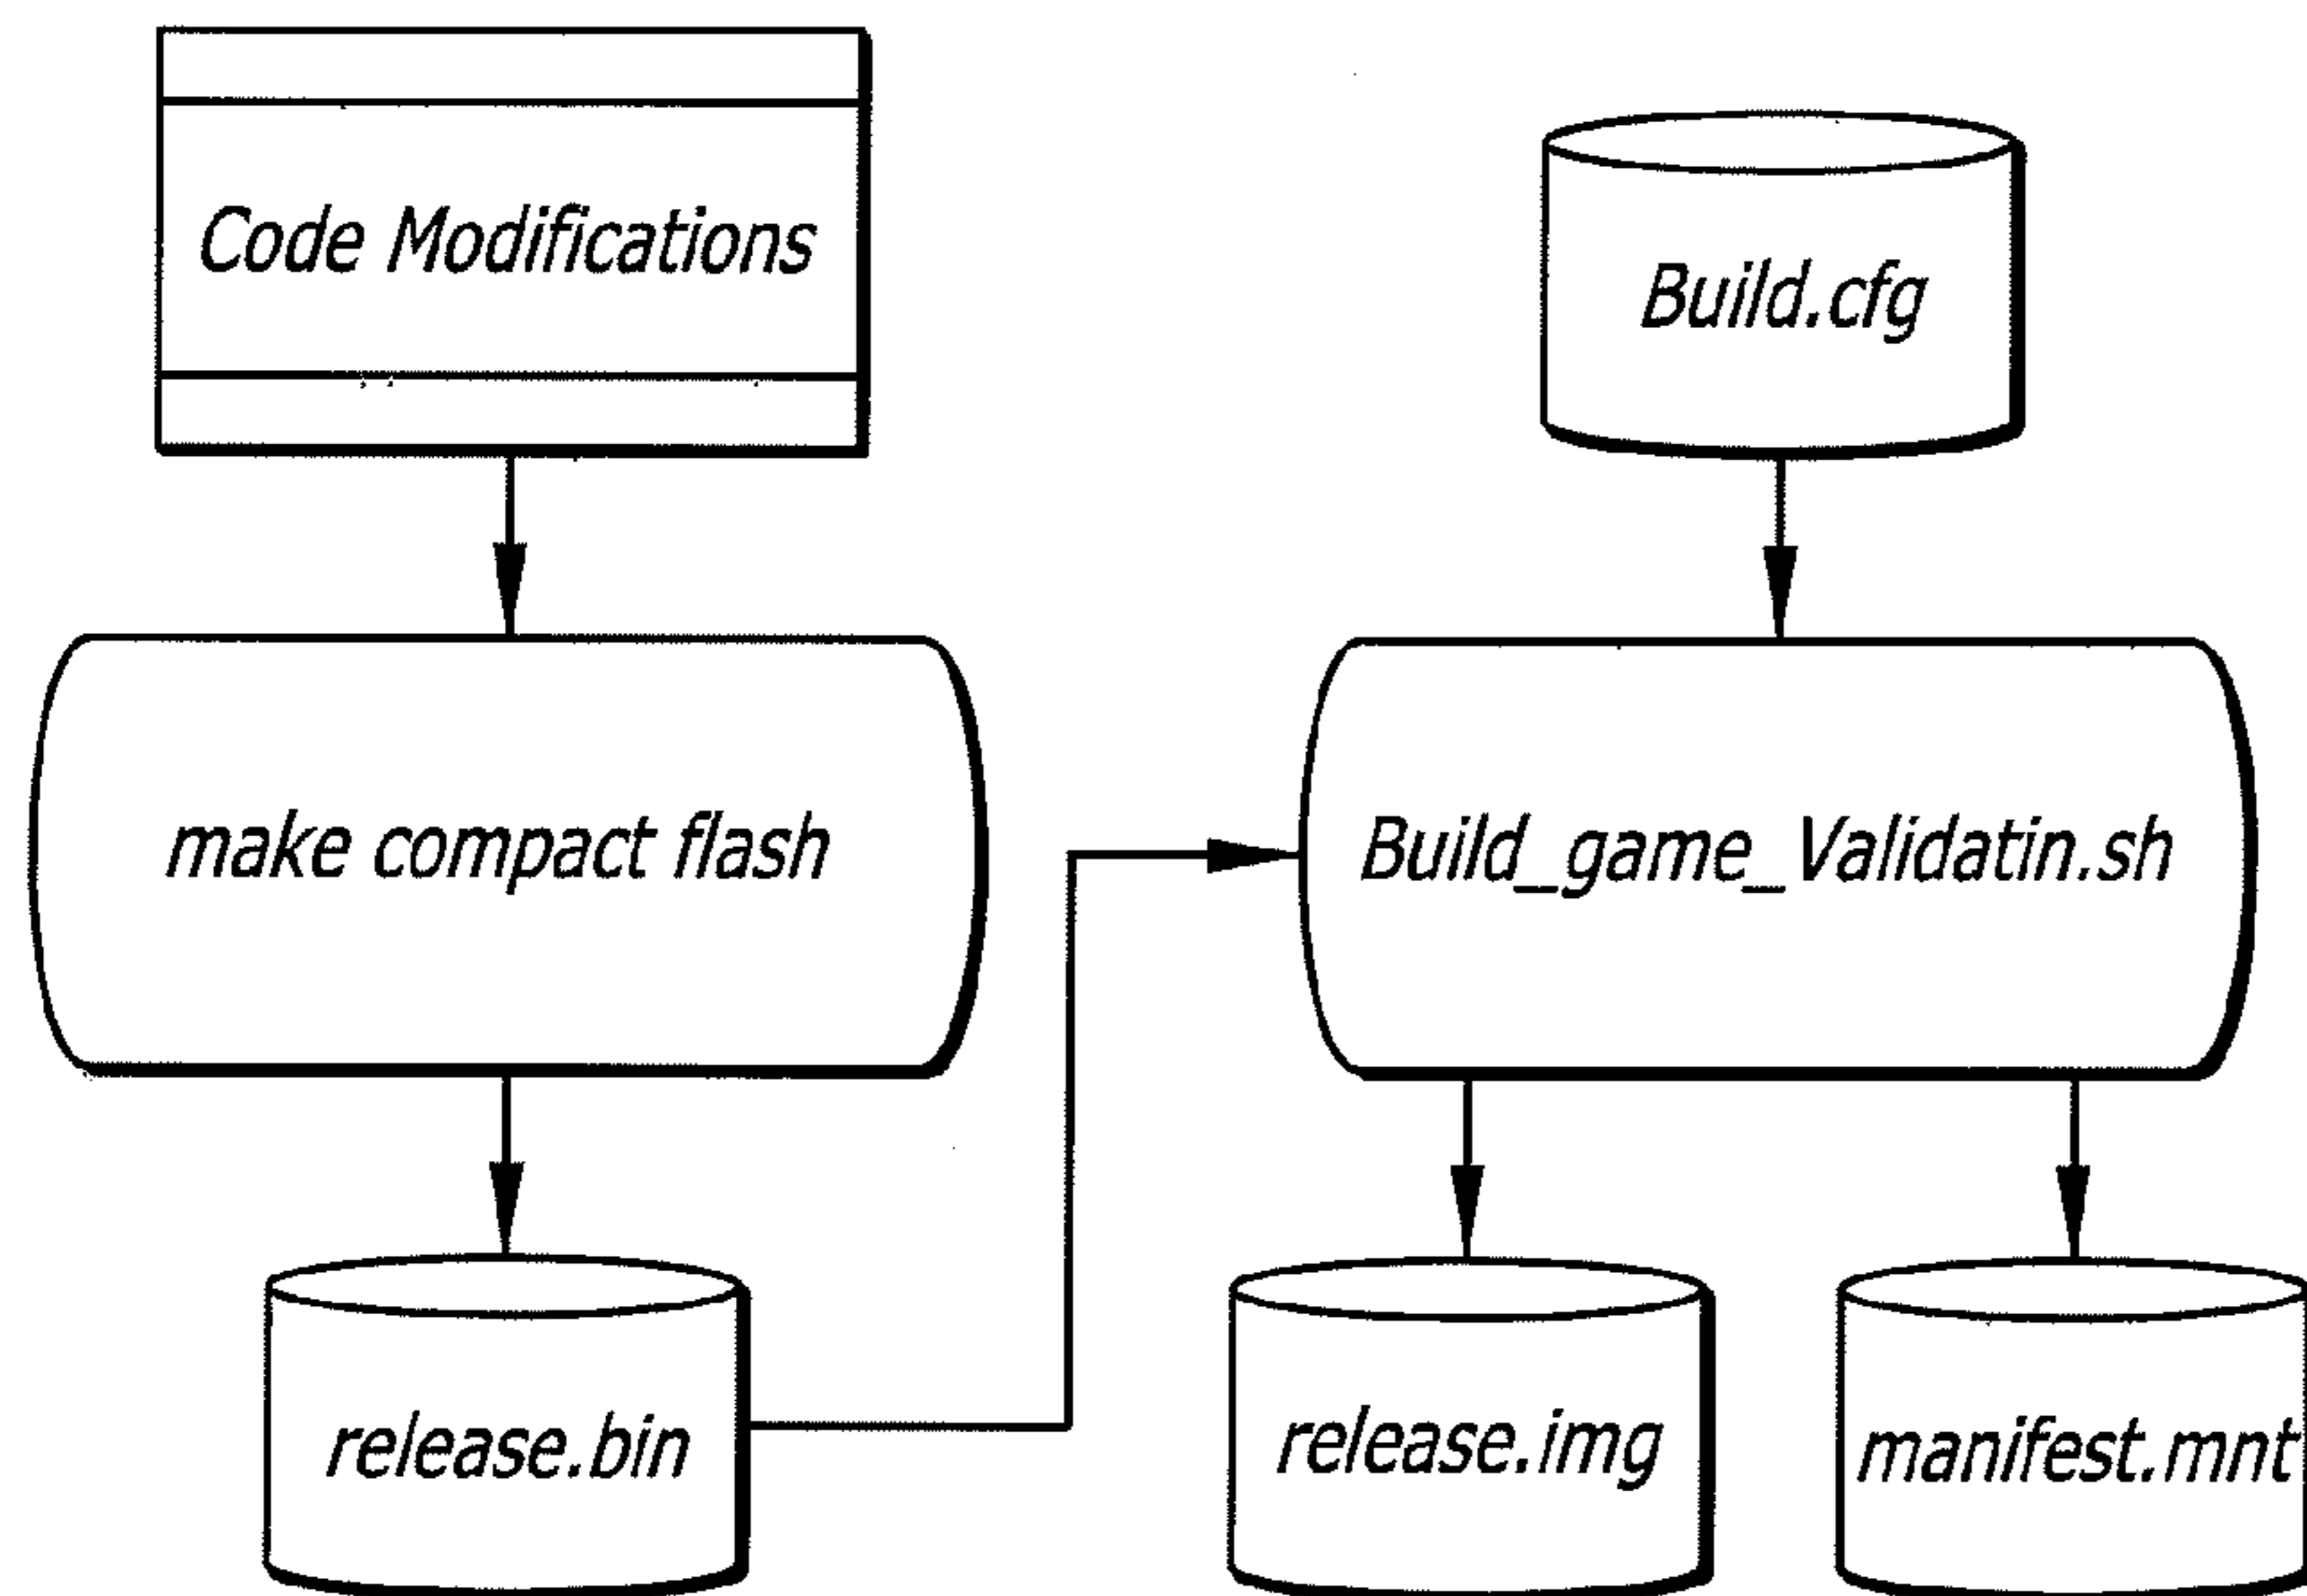 Code Modifications
Build.cfg
make compact flash
Build_game_Validatin.sh
release.bin
release.img
manifest.mnt